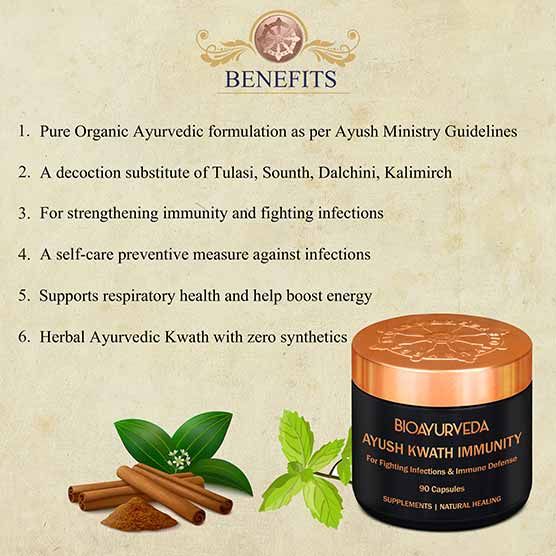 BENEFITS
1. Pure Organic Ayurvedic formulation as per Ayush Ministry Guidelines
2. A decoction substitute of Tulasi, Sounth, Dalchini, Kalimirch
3. For strengthening immunity and fighting infections
4. A self-care preventive measure against infections
5. Supports respiratory health and help boost energy
6. Herbal Ayurvedic Kwath with zero synthetics
BIOAYURVEDA
AYUSH KWATH IMMUNITY
For Fighting Infections & Immune Defense
90 Capsules
SUPPLEMENTS | NATURAL HEALING